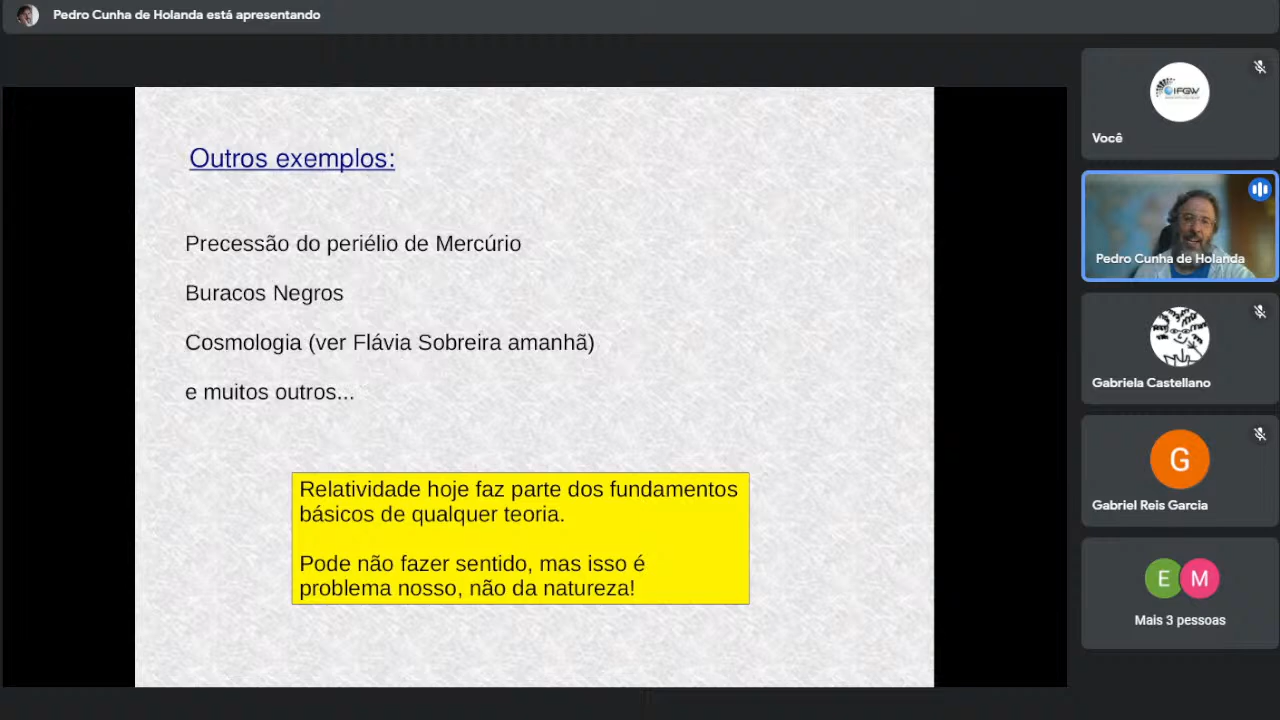 Pedro Cunha de Holanda está apresentando
Outros exemplos:
Precessão do periélio de Mercúrio
Buracos Negros
Cosmologia (ver Flávia Sobreira amanhã)
e muitos outros...
Relatividade hoje faz parte dos fundamentos
básicos de qualquer teoria.
Pode não fazer sentido, mas isso é
problema nosso, não da natureza!
IFGW
Você
Pedro Cunha de Holanda
Gabriela Castellano
G
Gabriel Reis Garcia
E M
Mais 3 pessoas